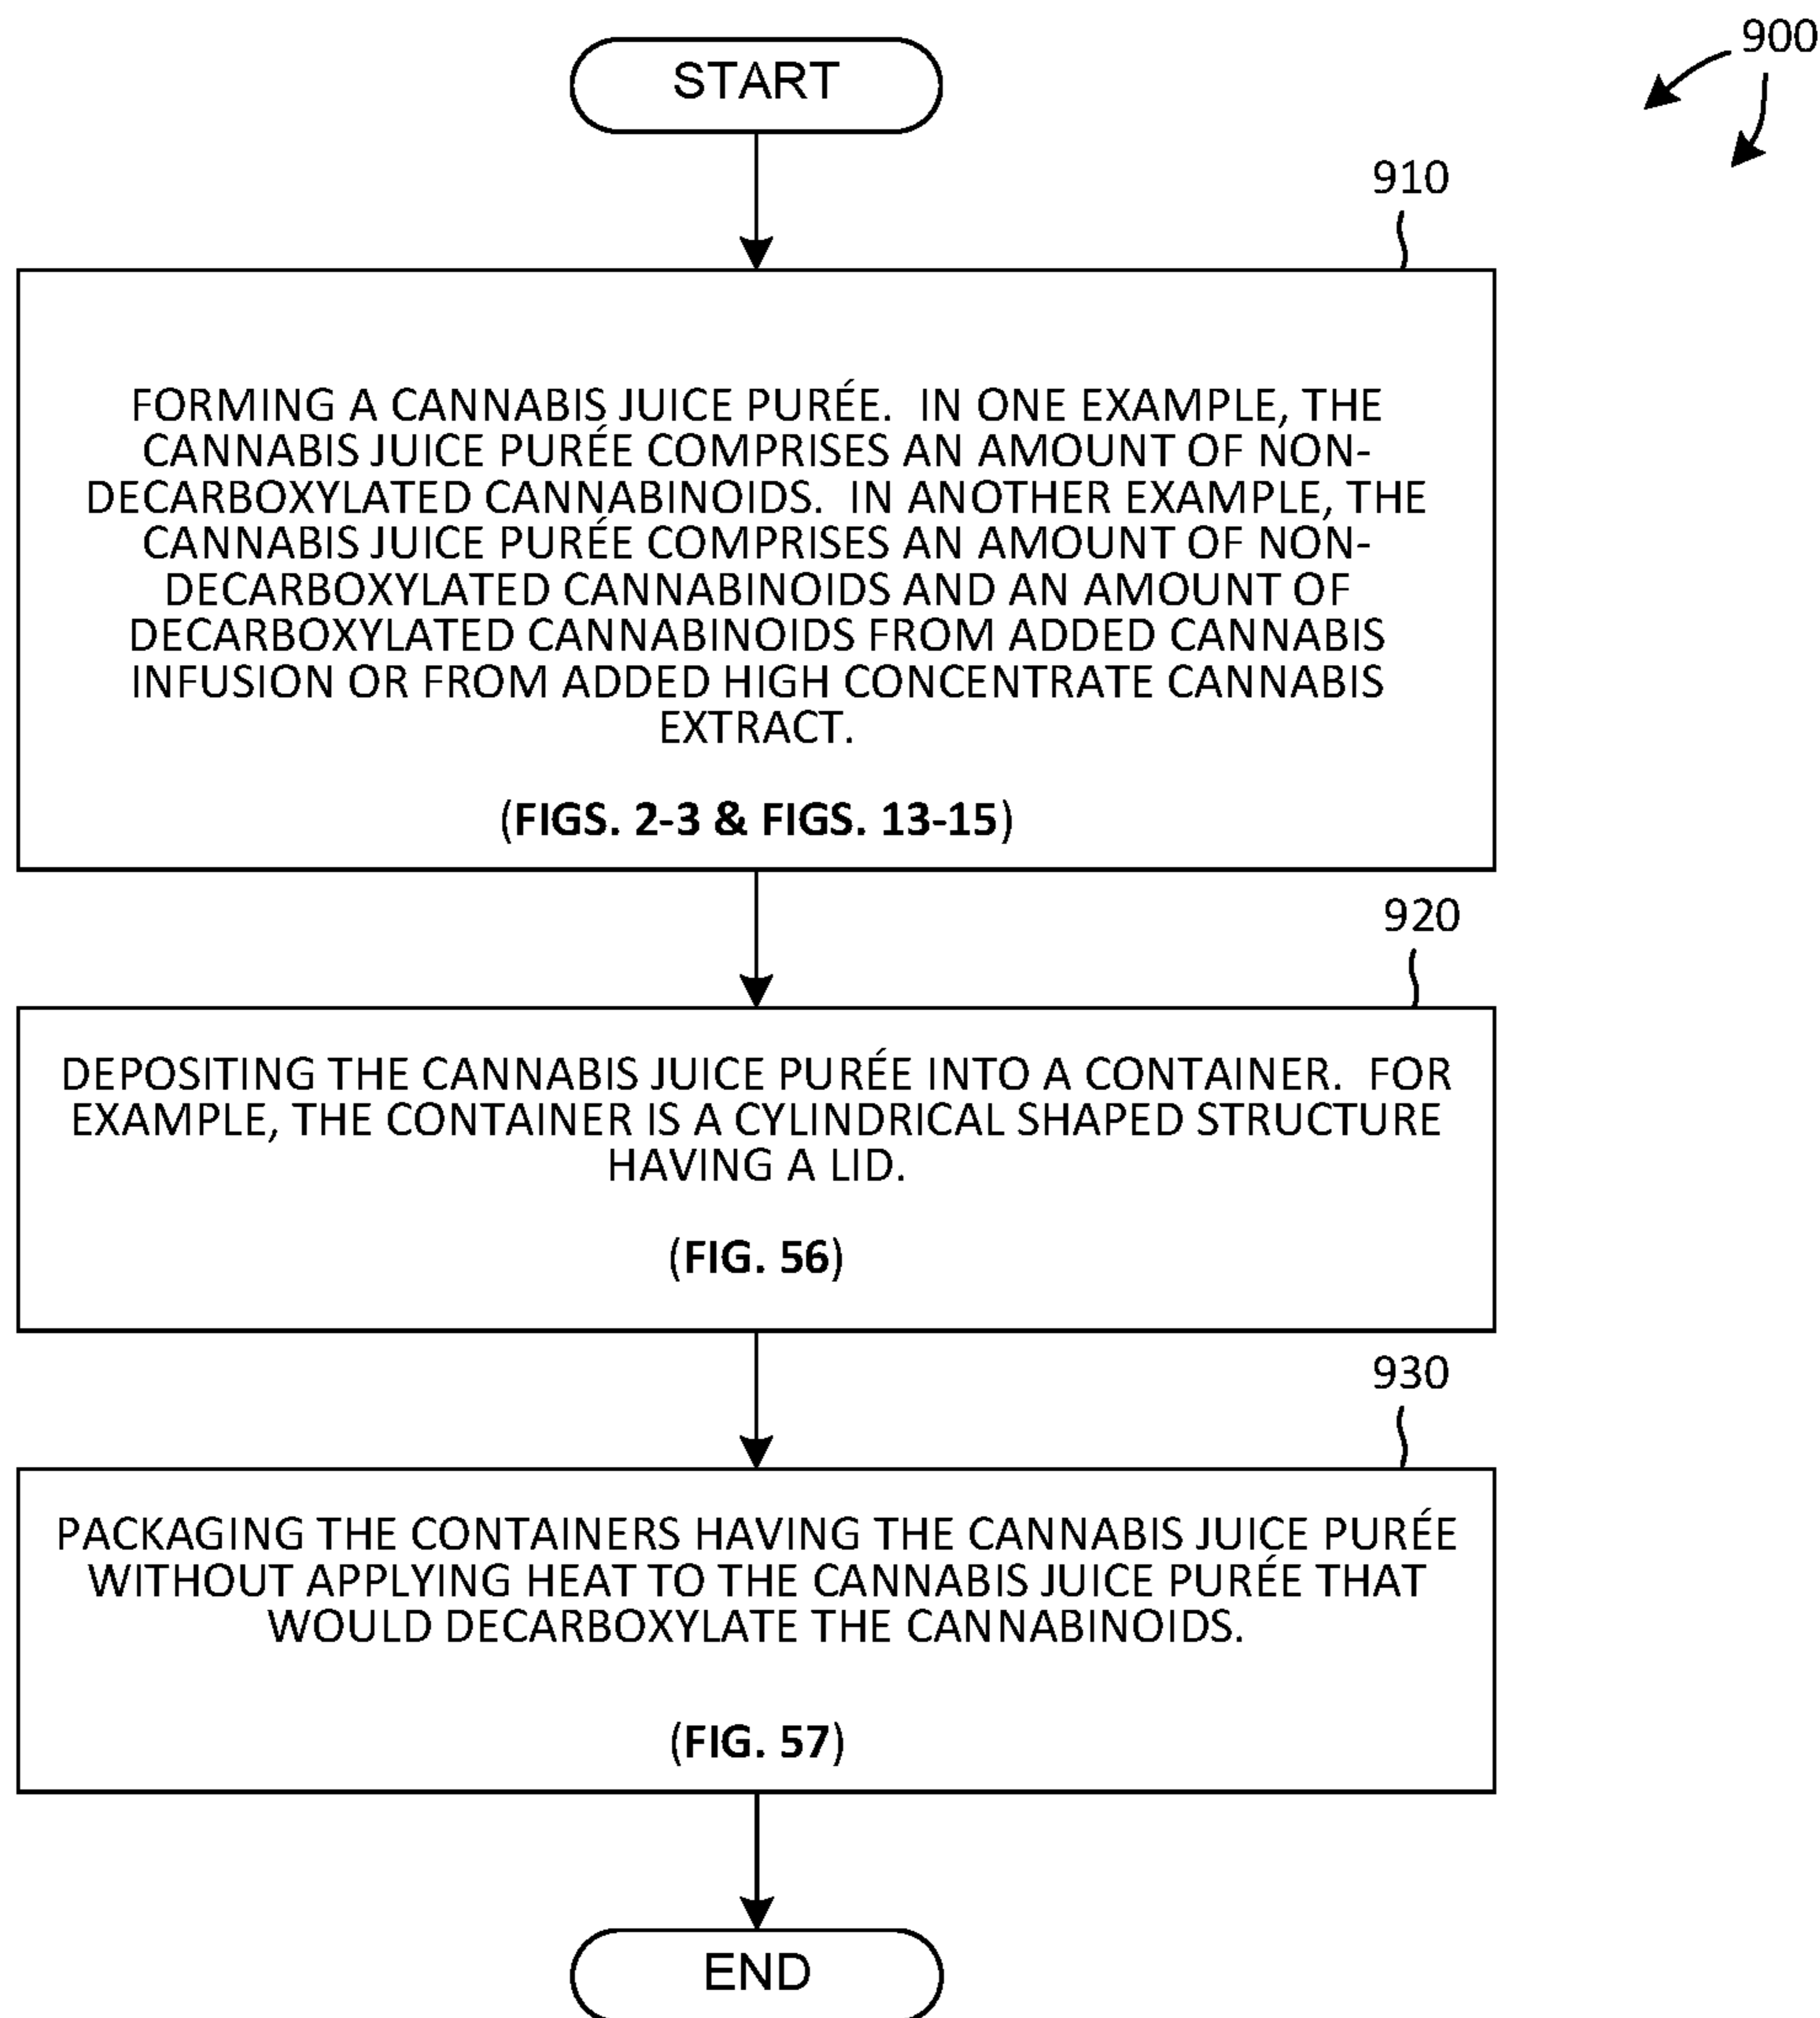 START
900
910
FORMING A CANNABIS JUICE PURÉE. IN ONE EXAMPLE, THE
CANNABIS JUICE PURÉE COMPRISES AN AMOUNT OF NON-
DECARBOXYLATED CANNABINOIDS. IN ANOTHER EXAMPLE, THE
CANNABIS JUICE PURÉE COMPRISES AN AMOUNT OF NON-
DECARBOXYLATED CANNABINOIDS AND AN AMOUNT OF
DECARBOXYLATED CANNABINOIDS FROM ADDED CANNABIS
INFUSION OR FROM ADDED HIGH CONCENTRATE CANNABIS
EXTRACT.
(FIGS. 2-3 & FIGS. 13-15)
920
DEPOSITING THE CANNABIS JUICE PURÉE INTO A CONTAINER. FOR
EXAMPLE, THE CONTAINER IS A CYLINDRICAL SHAPED STRUCTURE
HAVING A LID.
(FIG. 56)
930
PACKAGING THE CONTAINERS HAVING THE CANNABIS JUICE PURÉE
WITHOUT APPLYING HEAT TO THE CANNABIS JUICE PURÉE THAT
WOULD DECARBOXYLATE THE CANNABINOIDS.
(FIG. 57)
END